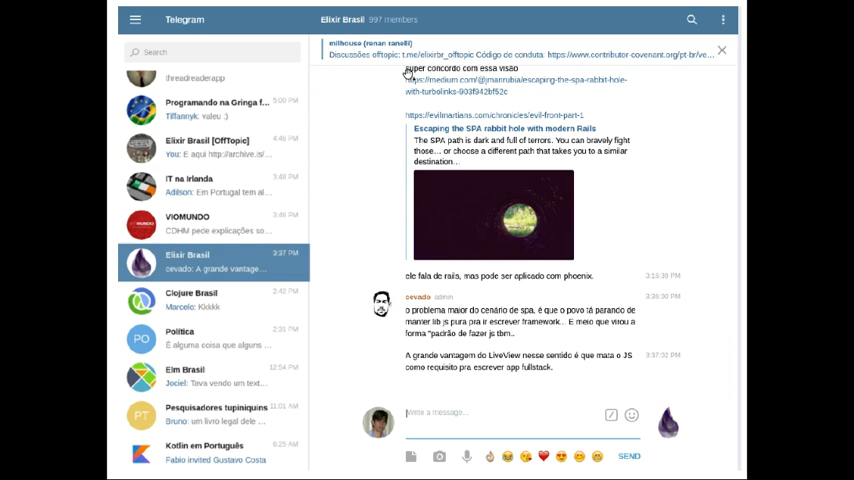 Telegram
Elixir Brasil 997 members
Search
threadreaderapp
Programando na Gringa f... 5:00 PM
Tiffannyk: valeu :)
Elixir Brasil [OffTopic] 4:46 PM
You: E aqui http://archive.is/...
IT na Irlanda 3:48 PM
Adilson: Em Portugal tem al...
VIOMUNDO 3:46 PM
CDHM pede explicações so...
Elixir Brasil 3:37 PM
cevado: A grande vantage...
Clojure Brasil 2:42 PM
Marcelo: Kkkkk
PO
Política 2:31 PM
É alguma coisa que alguns ...
Elm Brasil 12:54 PM
Jociel: Tava vendo um text...
PT
Pesquisadores tupiniquins 11:01 AM
Bruno: um livro legal dele ...
Kotlin em Português 6:25 AM
Fabio invited Gustavo Costa
milhouse (renan ranelli)
Discussões offtopic: t.me/elixirbr_offtopic Código de conduta: https://www.contributor-covenant.org/pt-br/ve...
super concordo com essa visão
https://medium.com/@jmanrubia/escaping-the-spa-rabbit-hole-
with-turbolinks-903f942bf52c
https://evilmartians.com/chronicles/evil-front-part-1
Escaping the SPA rabbit hole with modern Rails
The SPA path is dark and full of terrors. You can bravely fight
those... or choose a different path that takes you to a similar
destination...
ele fala de rails, mas pode ser aplicado com phoenix.
cevado admin
o problema maior do cenário de spa, é que o povo tá parando de
manter lib js pura pra ir escrever framework... E meio que virou a
forma "padrão de fazer js tbm..
A grande vantagem do LiveView nesse sentido é que mata o JS 3:37:02 PM
como requisito pra escrever app fullstack.
Write a message...
SEND